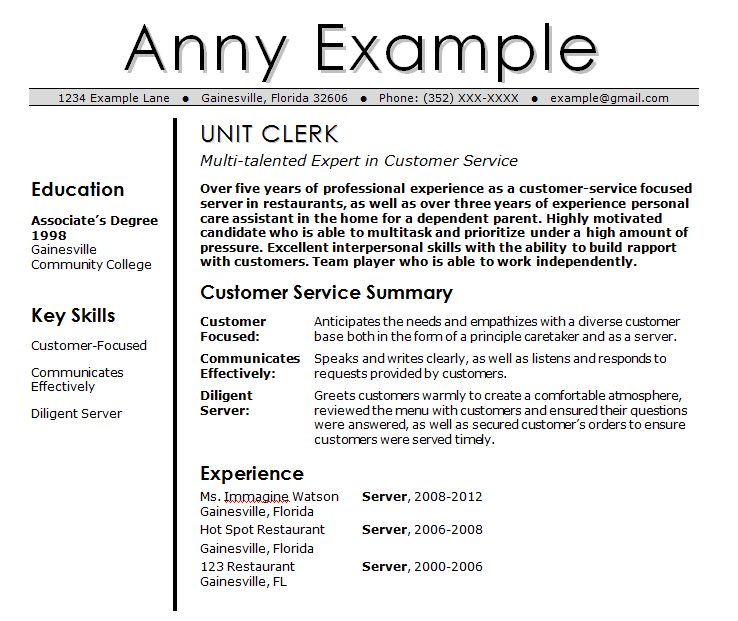 Anny Example
1234 Example Lane ● Gainesville, Florida 32606 ● Phone: (352) XXX-XXXX ● example@gmail.com
Education
Associate's Degree
1998
Gainesville
Community College
Key Skills
Customer-Focused
Communicates
Effectively
Diligent Server
UNIT CLERK
Multi-talented Expert in Customer Service
Over five years of professional experience as a customer-service focused
server in restaurants, as well as over three years of experience personal
care assistant in the home for a dependent parent. Highly motivated
candidate who is able to multitask and prioritize under a high amount of
pressure. Excellent interpersonal skills with the ability to build rapport
with customers. Team player who is able to work independently.
Customer Service Summary
Customer Anticipates the needs and empathizes with a diverse customer
Focused: base both in the form of a principle caretaker and as a server.
Communicates Speaks and writes clearly, as well as listens and responds to
Effectively: requests provided by customers.
Diligent Greets customers warmly to create a comfortable atmosphere,
Server: reviewed the menu with customers and ensured their questions
were answered, as well as secured customer's orders to ensure
customers were served timely.
Experience
Ms. Immagine Watson Server, 2008-2012
Gainesville, Florida
Hot Spot Restaurant Server, 2006-2008
Gainesville, Florida
123 Restaurant Server, 2000-2006
Gainesville, FL